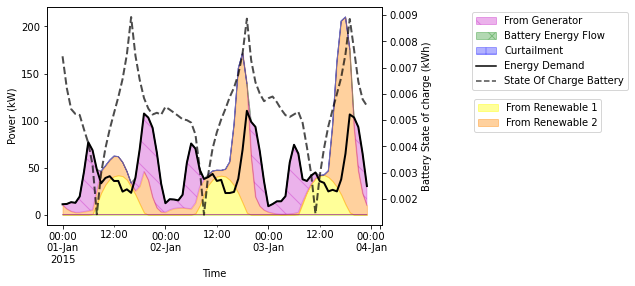 200
150
100
50
0
Power (kW)
0.009
0.008
0.007
0.006
0.005
0.004
0.003
0.002
Battery State of charge (kWh)
00:00
01-Jan
2015
12:00
00:00
02-Jan
12:00
00:00
03-Jan
12:00
00:00
04-Jan
Time
From Generator
Battery Energy Flow
Curtailment
Energy Demand
State Of Charge Battery
From Renewable 1
From Renewable 2